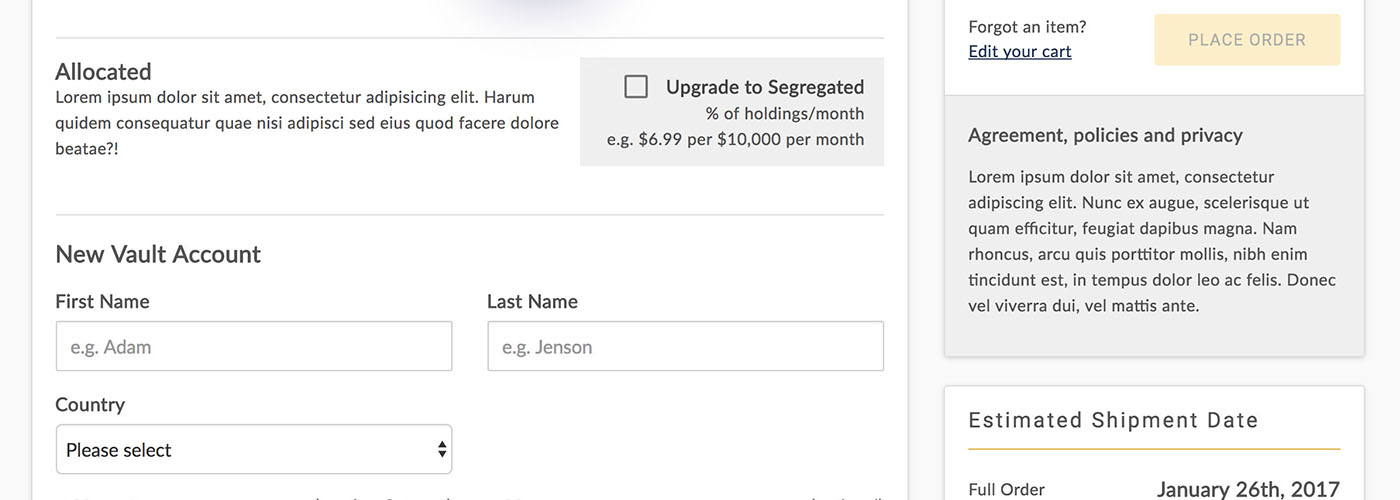 Allocated
Lorem ipsum dolor sit amet, consectetur adipisicing elit. Harum
quidem consequatur quae nisi adipisci sed eius quod facere dolore
beatae?!
Upgrade to Segregated
% of holdings/month
e.g. $6.99 per $10,000 per month
New Vault Account
First Name
Last Name
e.g. Adam
e.g. Jenson
Country
Please select
Forgot an item?
Edit your cart
PLACE ORDER
Agreement, policies and privacy
Lorem ipsum dolor sit amet, consectetur
adipiscing elit. Nunc ex augue, scelerisque ut
quam efficitur, feugiat dapibus magna. Nam
rhoncus, arcu quis porttitor mollis, nibh enim
tincidunt est, in tempus dolor leo ac felis. Donec
vel viverra dui, vel mattis ante.
Estimated Shipment Date
Full Order
January 26th, 2017